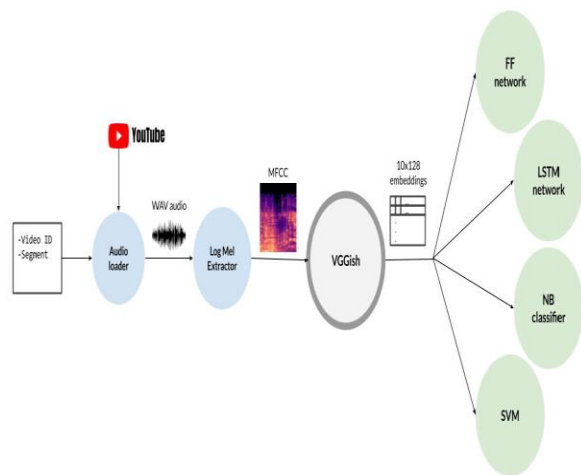 FF
network
YouTube
LSTM
network
10x128
embeddings
MFCC
WAV audio
-Video ID
-Segment
Audio
loader
Log Mel
Extractor
VGGish
NB
classifier
SVM